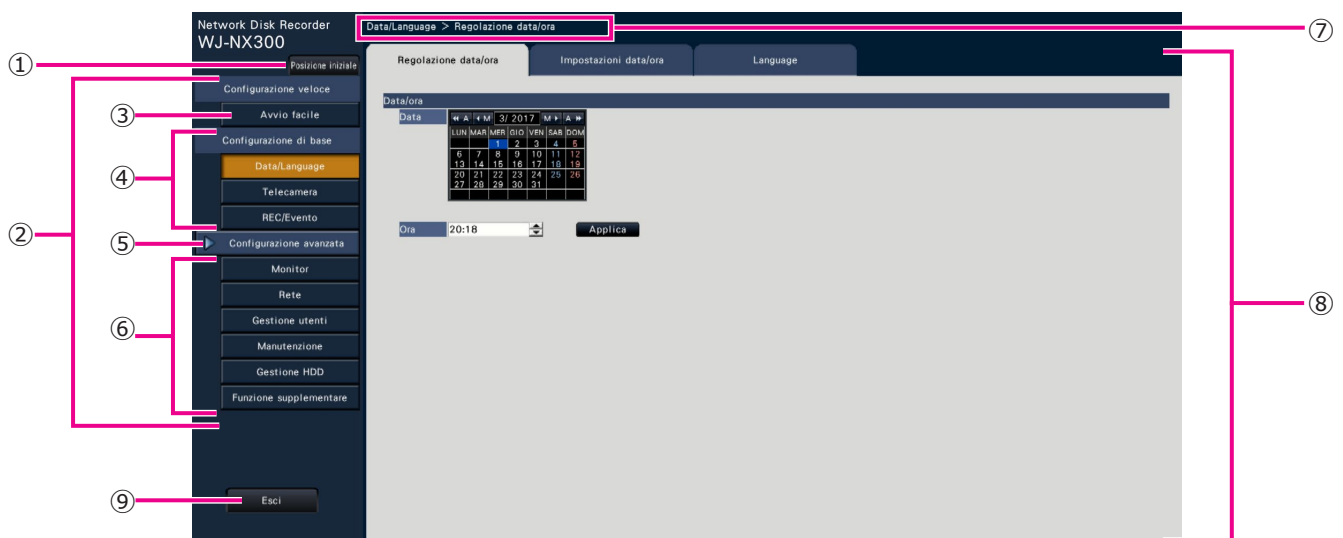 Network Disk Recorder
WJ-NX300
Data/Language > Regolazione data/ora
⑦
①
Posizione iniziale
Regolazione data/ora
Impostazioni data/ora
Language
②
Configurazione veloce
③
Avvio facile
④
Configurazione di base
Data/Language
Telecamera
REC/Evento
⑤
Configurazione avanzata
⑥
Monitor
Rete
Gestione utenti
Manutenzione
Gestione HDD
Funzione supplementare
⑨
Esci
Data/ora
Data
A M 3/ 2017 M A
LUN MAR MER GIO VEN SAB DOM
1 2 3 4 5
6 7 8 9 10 11 12
13 14 15 16 17 18 19
20 21 22 23 24 25 26
27 28 29 30 31
Ora 20:18 Applica
⑧